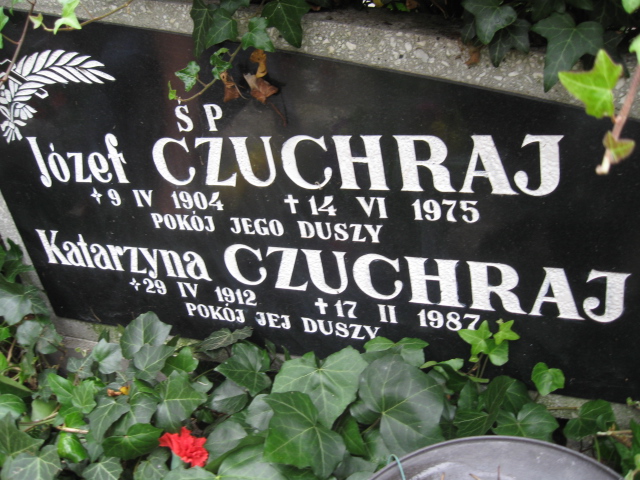 Ś P
Józef CZUCHRAJ
+ 9 IV 1904 † 14 VI 1975
POKÓJ JEGO DUSZY
Katarzyna CZUCHRAJ
+ 29 IV 1912 † 17 II 1987
POKÓJ JEJ DUSZY